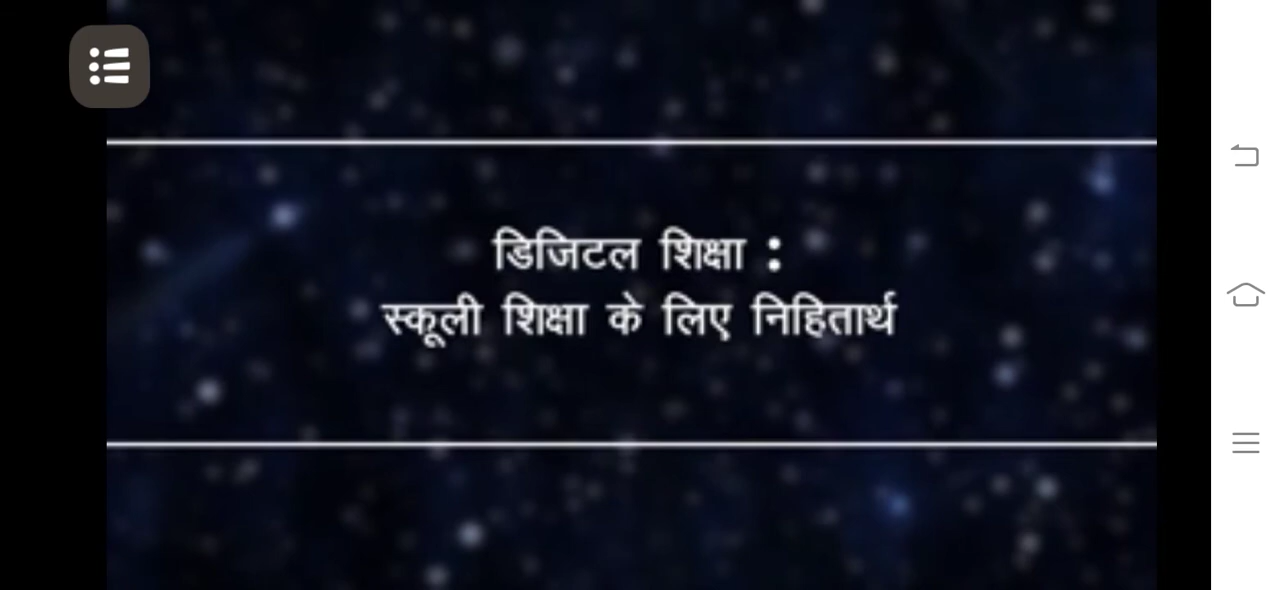 डिजिटल शिक्षा :
स्कूली शिक्षा के लिए निहितार्थ